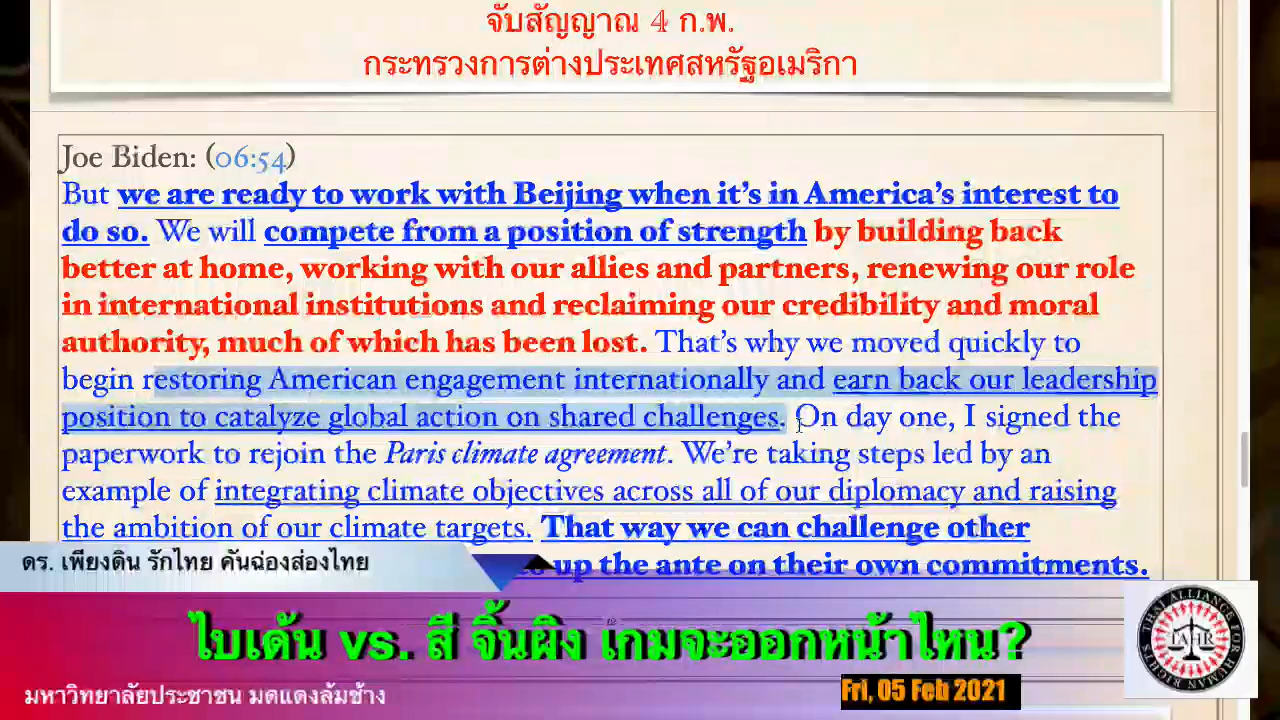 จับสัญญาณ 4 ก.พ.
กระทรวงการต่างประเทศสหรัฐอเมริกา
Joe Biden: (06:54)
But we are ready to work with Beijing when it’s in America’s interest to
do so. We will compete from a position of strength by building back
better at home, working with our allies and partners, renewing our role
in international institutions and reclaiming our credibility and moral
authority, much of which has been lost. That’s why we moved quickly to
begin restoring American engagement internationally and earn back our leadership
position to catalyze global action on shared challenges. On day one, I signed the
paperwork to rejoin the Paris climate agreement. We’re taking steps led by an
example of integrating climate objectives across all of our diplomacy and raising
the ambition of our climate targets. That way we can challenge other
up the ante on their own commitments.
ดร. เพียงดิน รักไทย คันฉ่องส่องไทย
ไบเด้น vs. สี จิ้นผิง เกมจะออกหน้าไหน?
THAI ALLIANCE FOR HUMAN RIGHTS
TAHR
มหาวิทยาลัยประชาชน มดแดงล้มช้าง
Fri, 05 Feb 2021